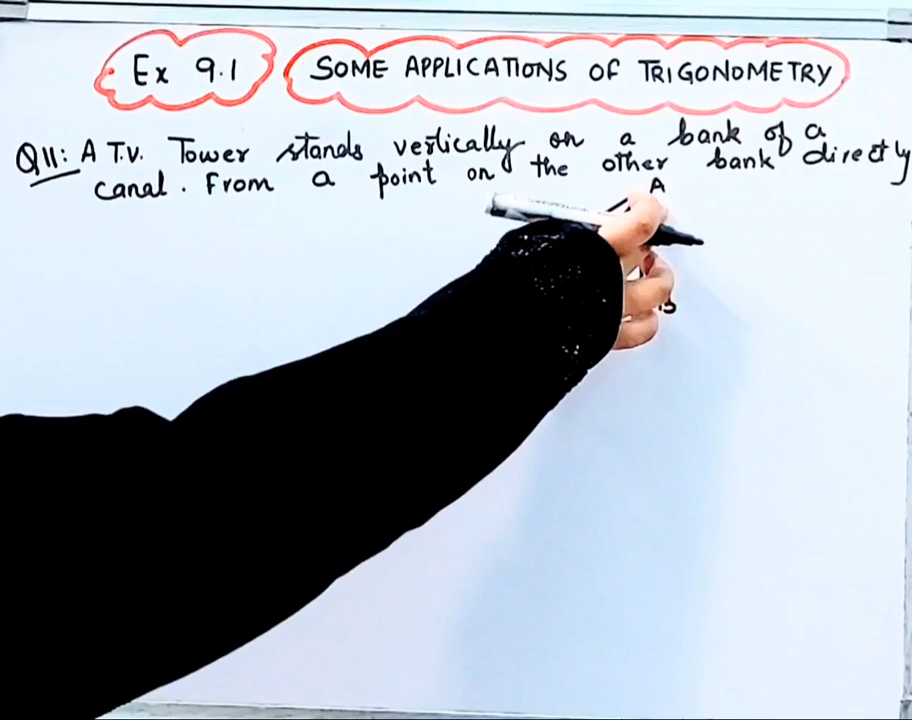 Ex 9.1 SOME APPLICATIONS OF TRIGONOMETRY
Q11: A T.V. Tower stands vertically on a bank of a
canal. From a point on the other bank directly
A
B